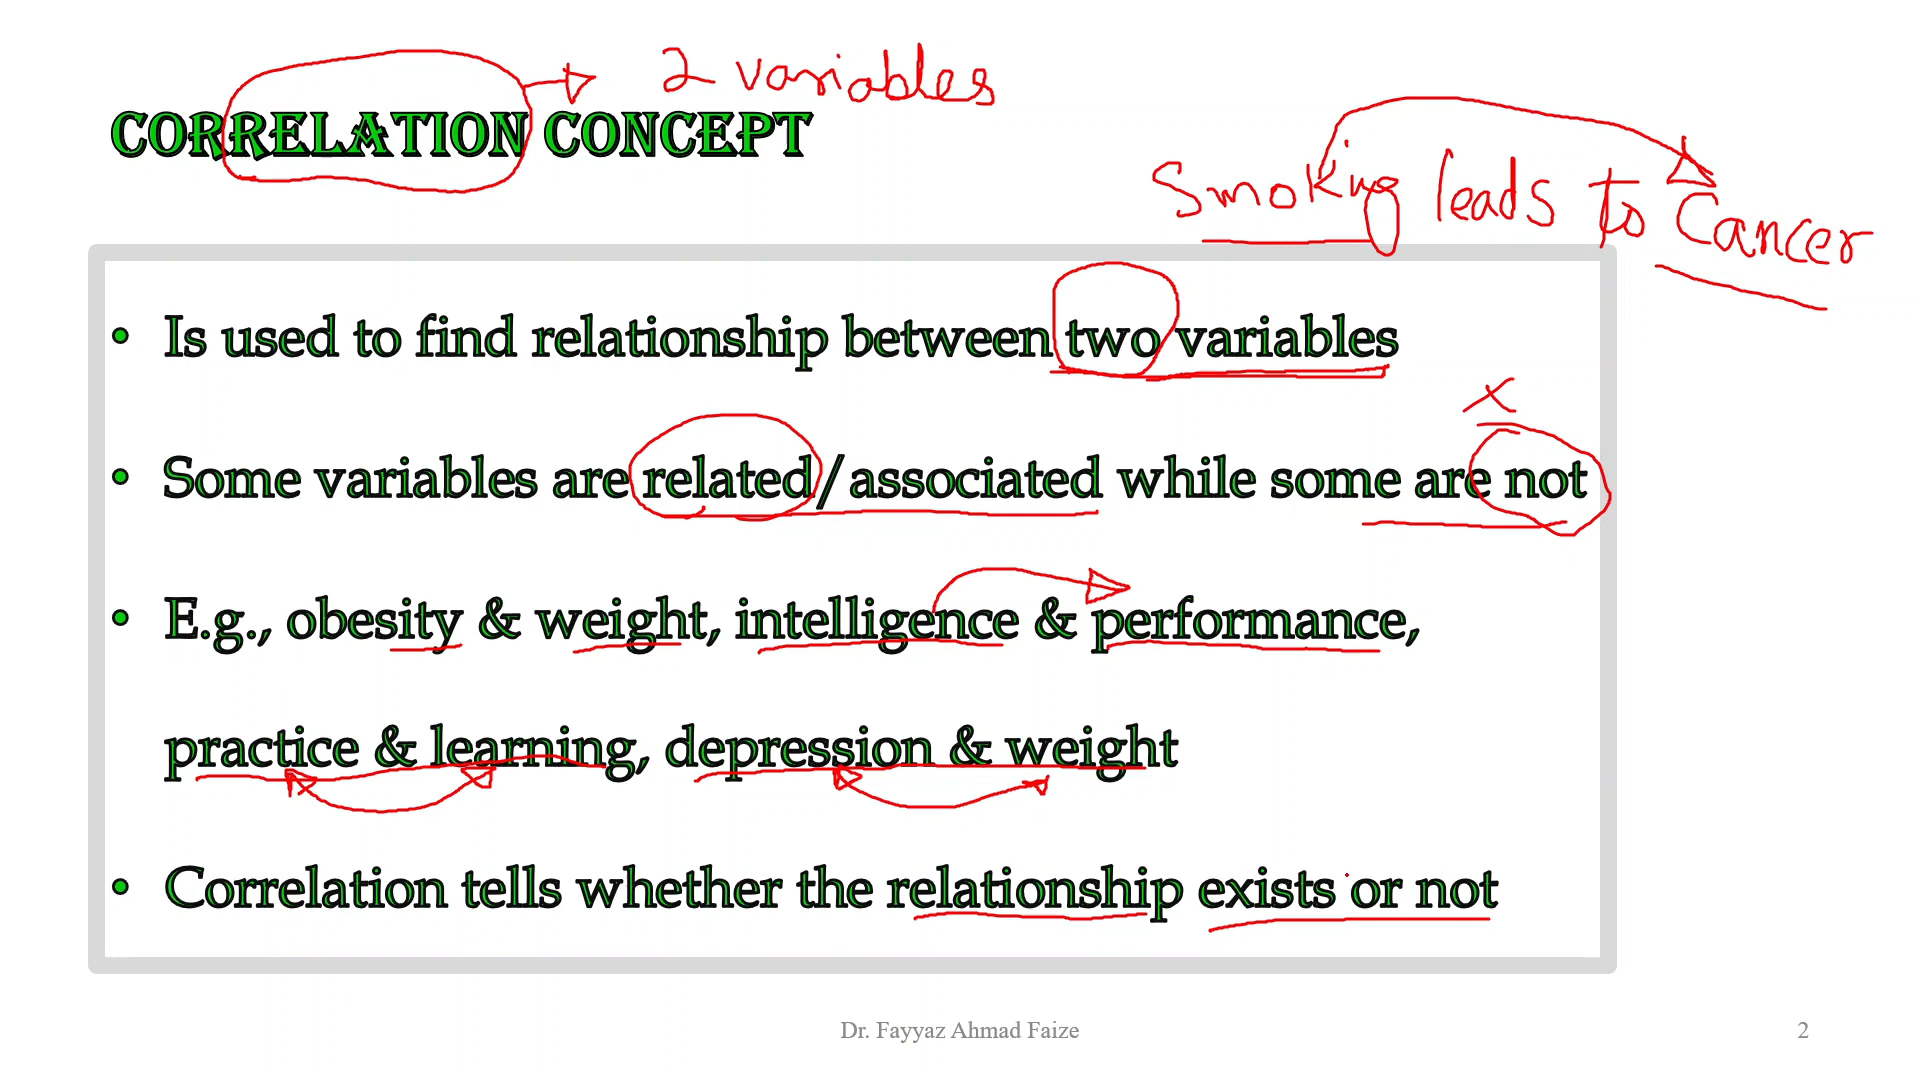 2 variables
CORRELATION CONCEPT
Smoking leads to Cancer
• Is used to find relationship between two variables
x
• Some variables are related/associated while some are not
• E.g., obesity & weight, intelligence & performance,
practice & learning, depression & weight
• Correlation tells whether the relationship exists or not
Dr. Fayyaz Ahmad Faize
2